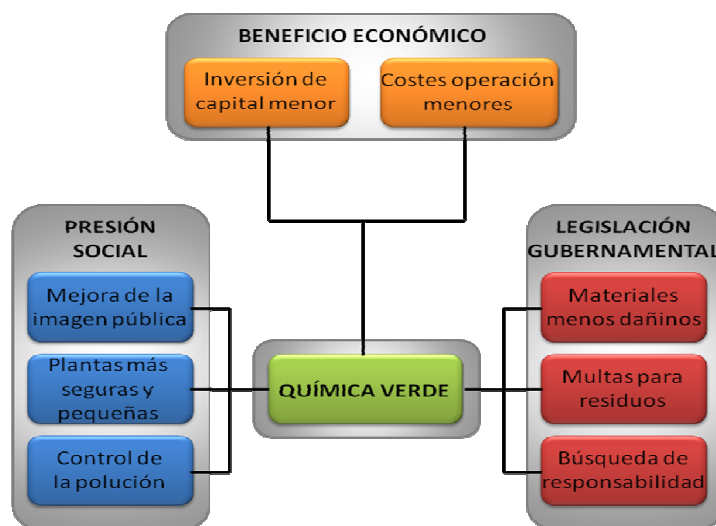 BENEFICIO ECONÓMICO
Inversión de
capital menor
Costes operación
menores
PRESIÓN
SOCIAL
Mejora de la
imagen pública
Plantas más
seguras y
pequeñas
Control de
la polución
QUÍMICA VERDE
LEGISLACIÓN
GUBERNAMENTAL
Materiales
menos dañinos
Multas para
residuos
Búsqueda de
responsabilidad